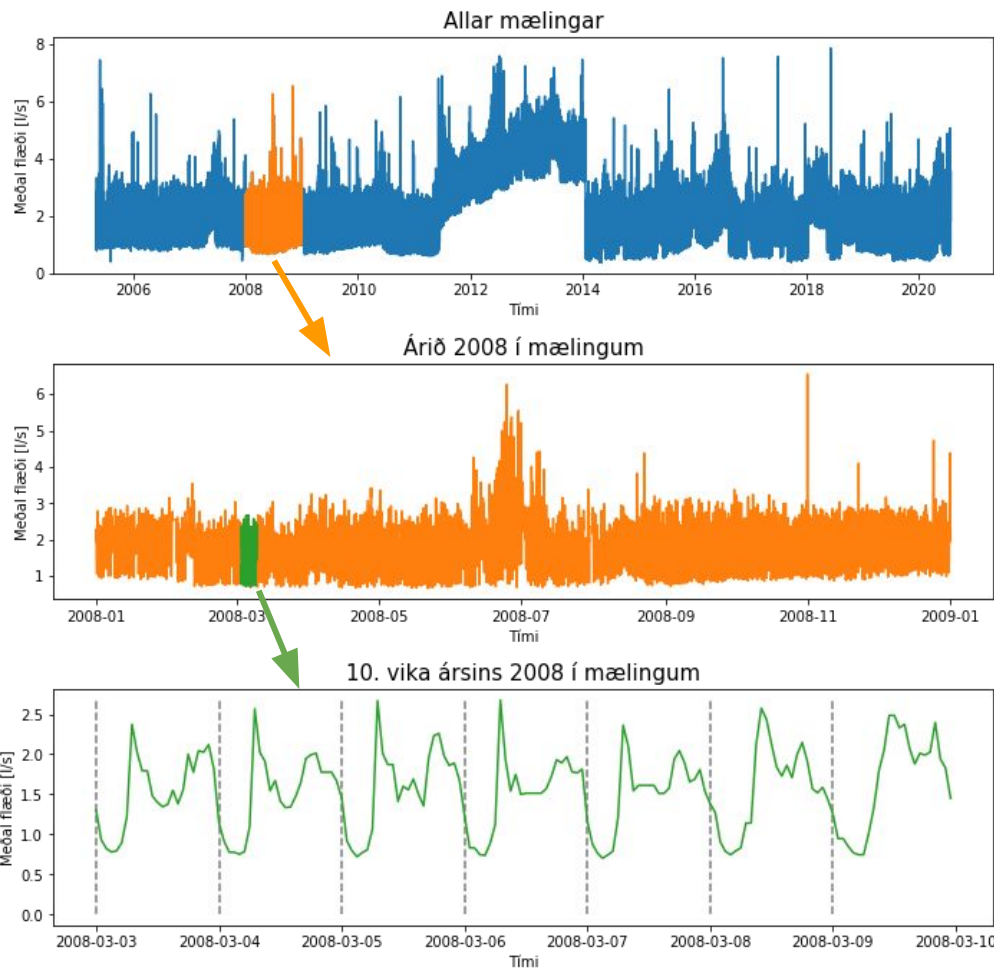 Allar mælingar
8
6
4
2
0
Meðal flæði [l/s]
2006 2008 2010 2012 2014 2016 2018 2020
Tími
Árið 2008 í mælingum
6
5
4
3
2
1
Meðal flæði [l/s]
2008-01 2008-03 2008-05 2008-07 2008-09 2008-11 2009-01
Tími
10. vika ársins 2008 í mælingum
2.5
2.0
1.5
1.0
0.5
0.0
Meðal flæði [l/s]
2008-03-03 2008-03-04 2008-03-05 2008-03-06 2008-03-07 2008-03-08 2008-03-09 2008-03-10
Tími